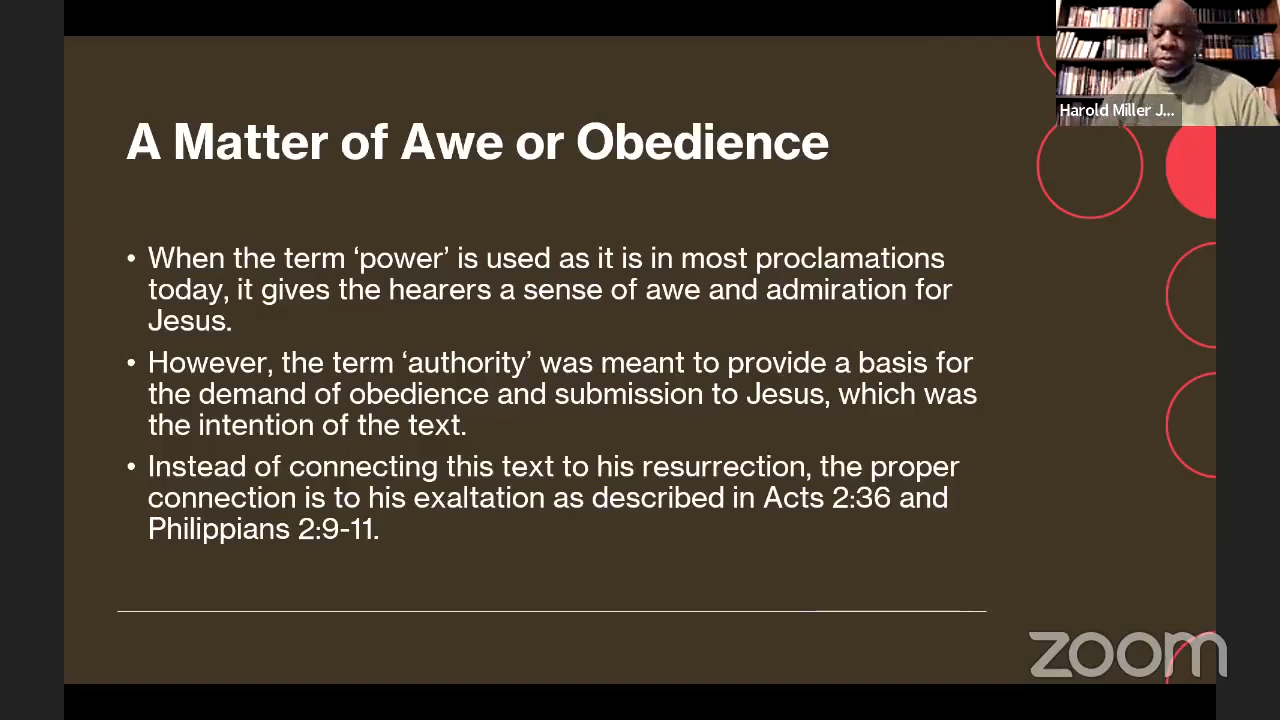 Harold Miller J...
A Matter of Awe or Obedience
• When the term ‘power’ is used as it is in most proclamations
today, it gives the hearers a sense of awe and admiration for
Jesus.
• However, the term ‘authority’ was meant to provide a basis for
the demand of obedience and submission to Jesus, which was
the intention of the text.
• Instead of connecting this text to his resurrection, the proper
connection is to his exaltation as described in Acts 2:36 and
Philippians 2:9-11.
zoom